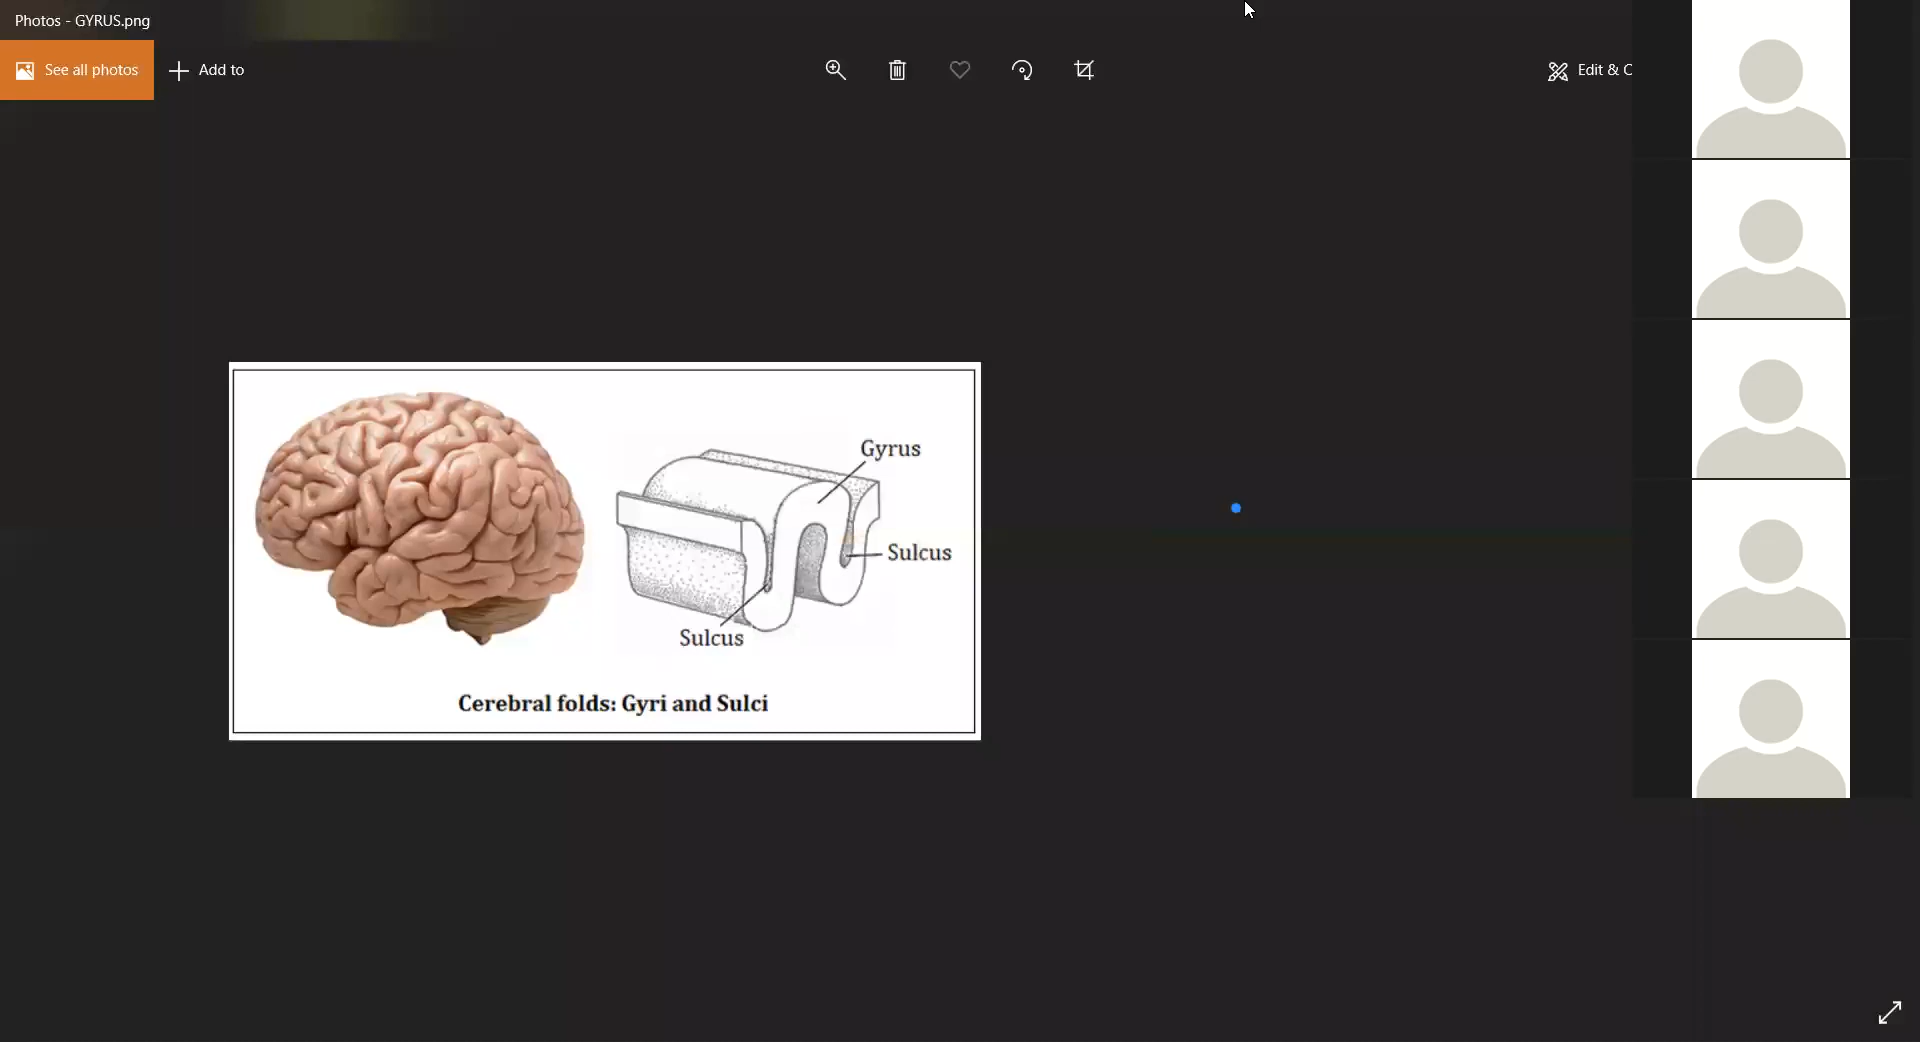 Photos - GYRUS.png
See all photos
Add to
Edit & C
Gyrus
Sulcus
Sulcus
Cerebral folds: Gyri and Sulci